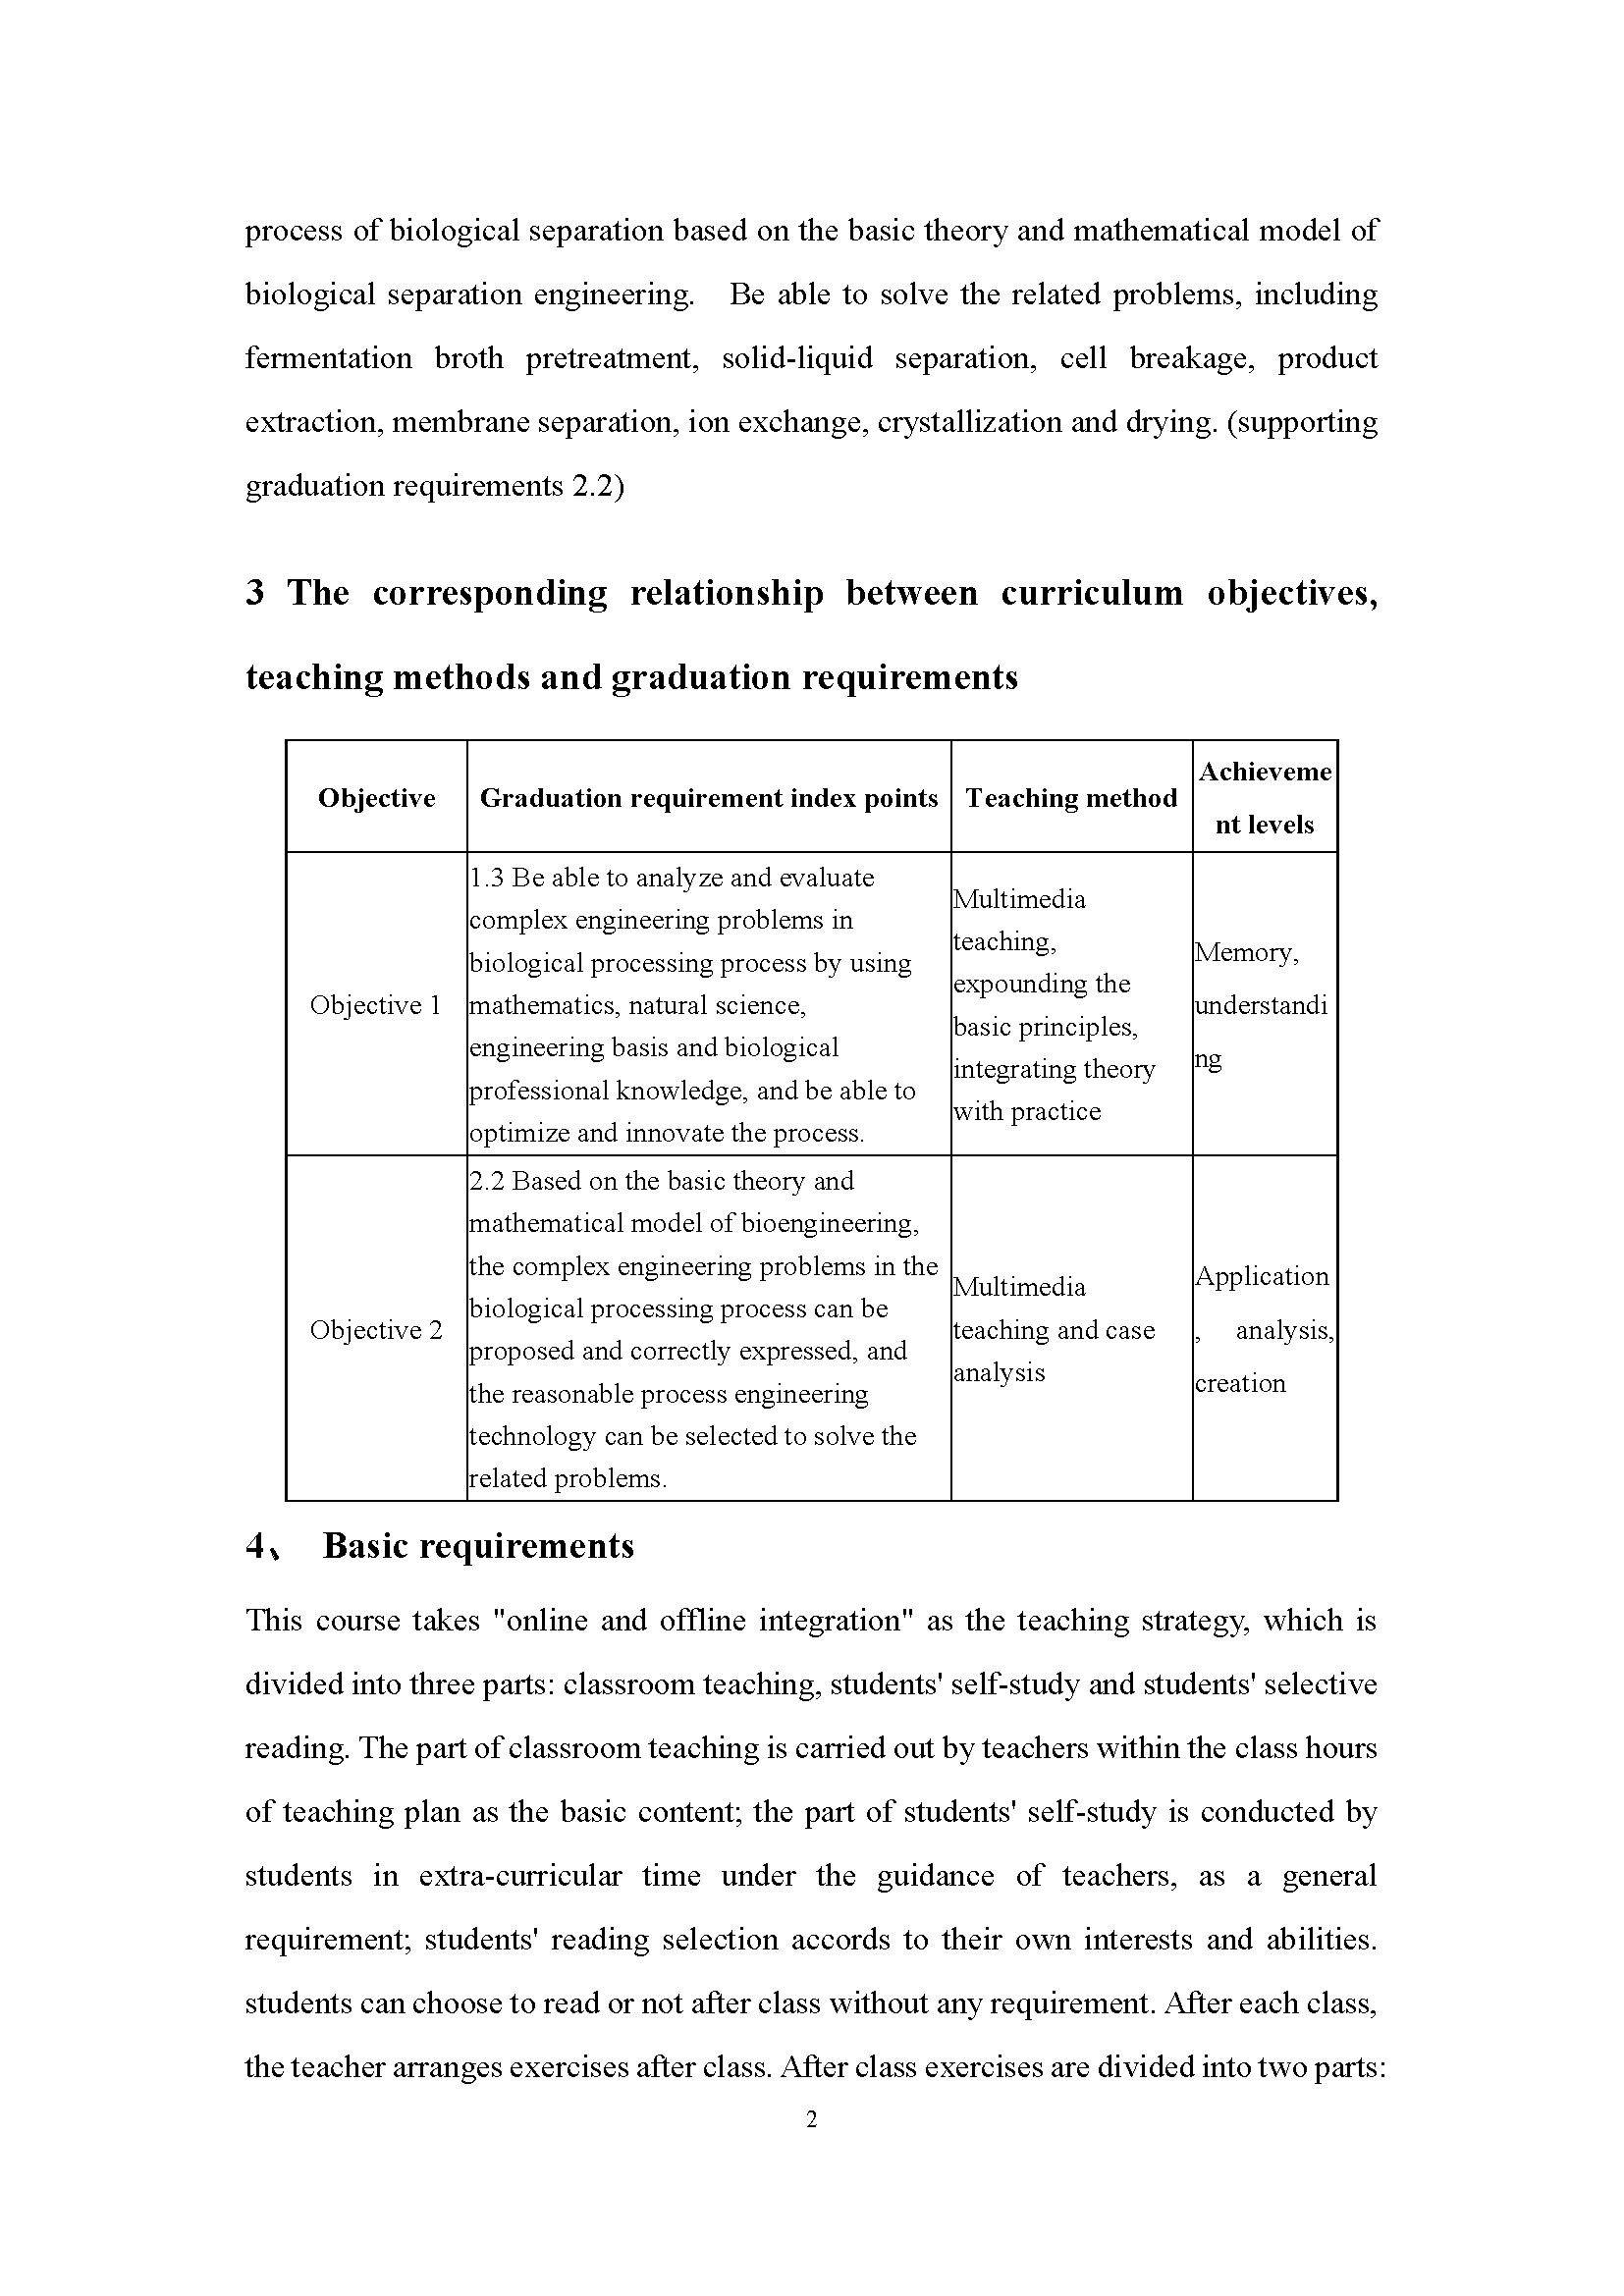 process of biological separation based on the basic theory and mathematical model of
biological separation engineering.   Be able to solve the related problems, including
fermentation broth pretreatment, solid-liquid separation, cell breakage, product
extraction, membrane separation, ion exchange, crystallization and drying. (supporting
graduation requirements 2.2)
3 The corresponding relationship between curriculum objectives,
teaching methods and graduation requirements
Objective
Graduation requirement index points
Teaching method
Achieveme
nt levels
Objective 1
1.3 Be able to analyze and evaluate
complex engineering problems in
biological processing process by using
mathematics, natural science,
engineering basis and biological
professional knowledge, and be able to
optimize and innovate the process.
Multimedia
teaching,
expounding the
basic principles,
integrating theory
with practice
Memory,
understandi
ng
Objective 2
2.2 Based on the basic theory and
mathematical model of bioengineering,
the complex engineering problems in the
biological processing process can be
proposed and correctly expressed, and
the reasonable process engineering
technology can be selected to solve the
related problems.
Multimedia
teaching and case
analysis
Application
, analysis,
creation
4、 Basic requirements
This course takes "online and offline integration" as the teaching strategy, which is
divided into three parts: classroom teaching, students' self-study and students' selective
reading. The part of classroom teaching is carried out by teachers within the class hours
of teaching plan as the basic content; the part of students' self-study is conducted by
students in extra-curricular time under the guidance of teachers, as a general
requirement; students' reading selection accords to their own interests and abilities.
students can choose to read or not after class without any requirement. After each class,
the teacher arranges exercises after class. After class exercises are divided into two parts:
2